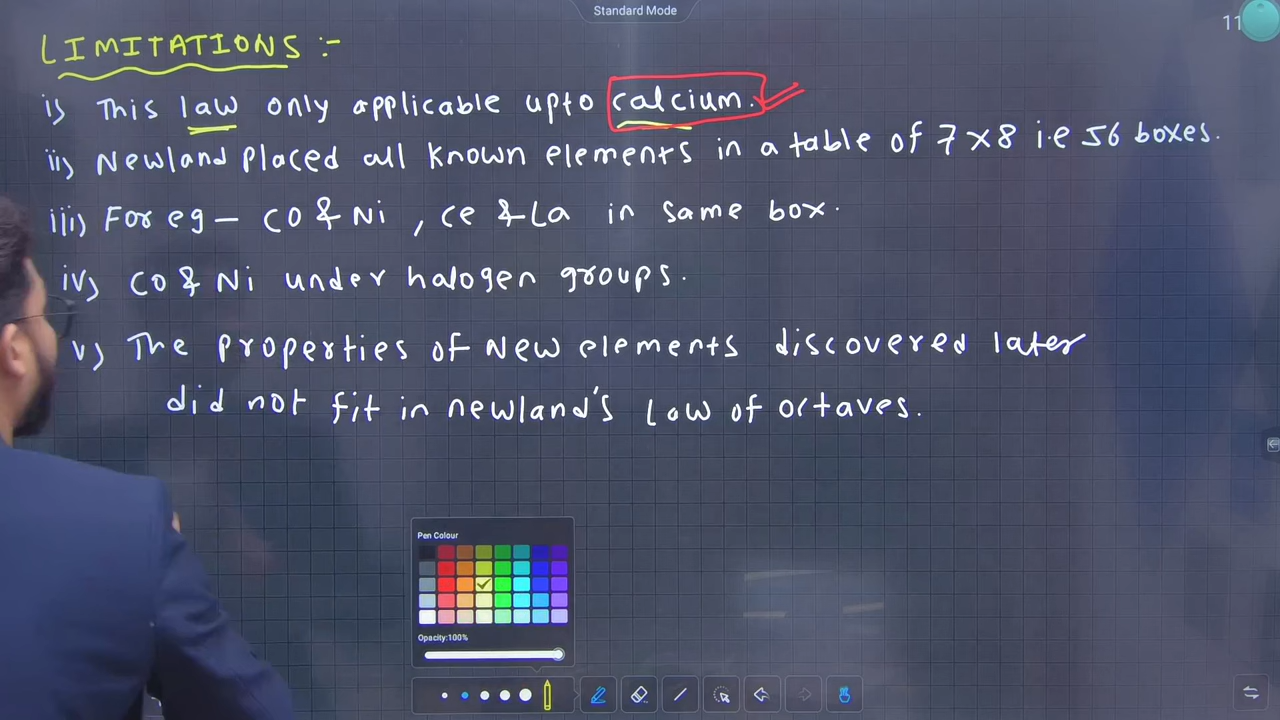 Standard Mode
11
LIMITATIONS :-
i) This law only applicable upto calcium.
ii) Newland placed all known elements in a table of 7x8 i.e 56 boxes.
iii) For eg - CO & Ni, Ce & La in same box.
iv) CO & Ni under halogen groups.
v) The properties of New elements discovered later
did not fit in newland's Law of octaves.
Pen Colour
Opacity:100%